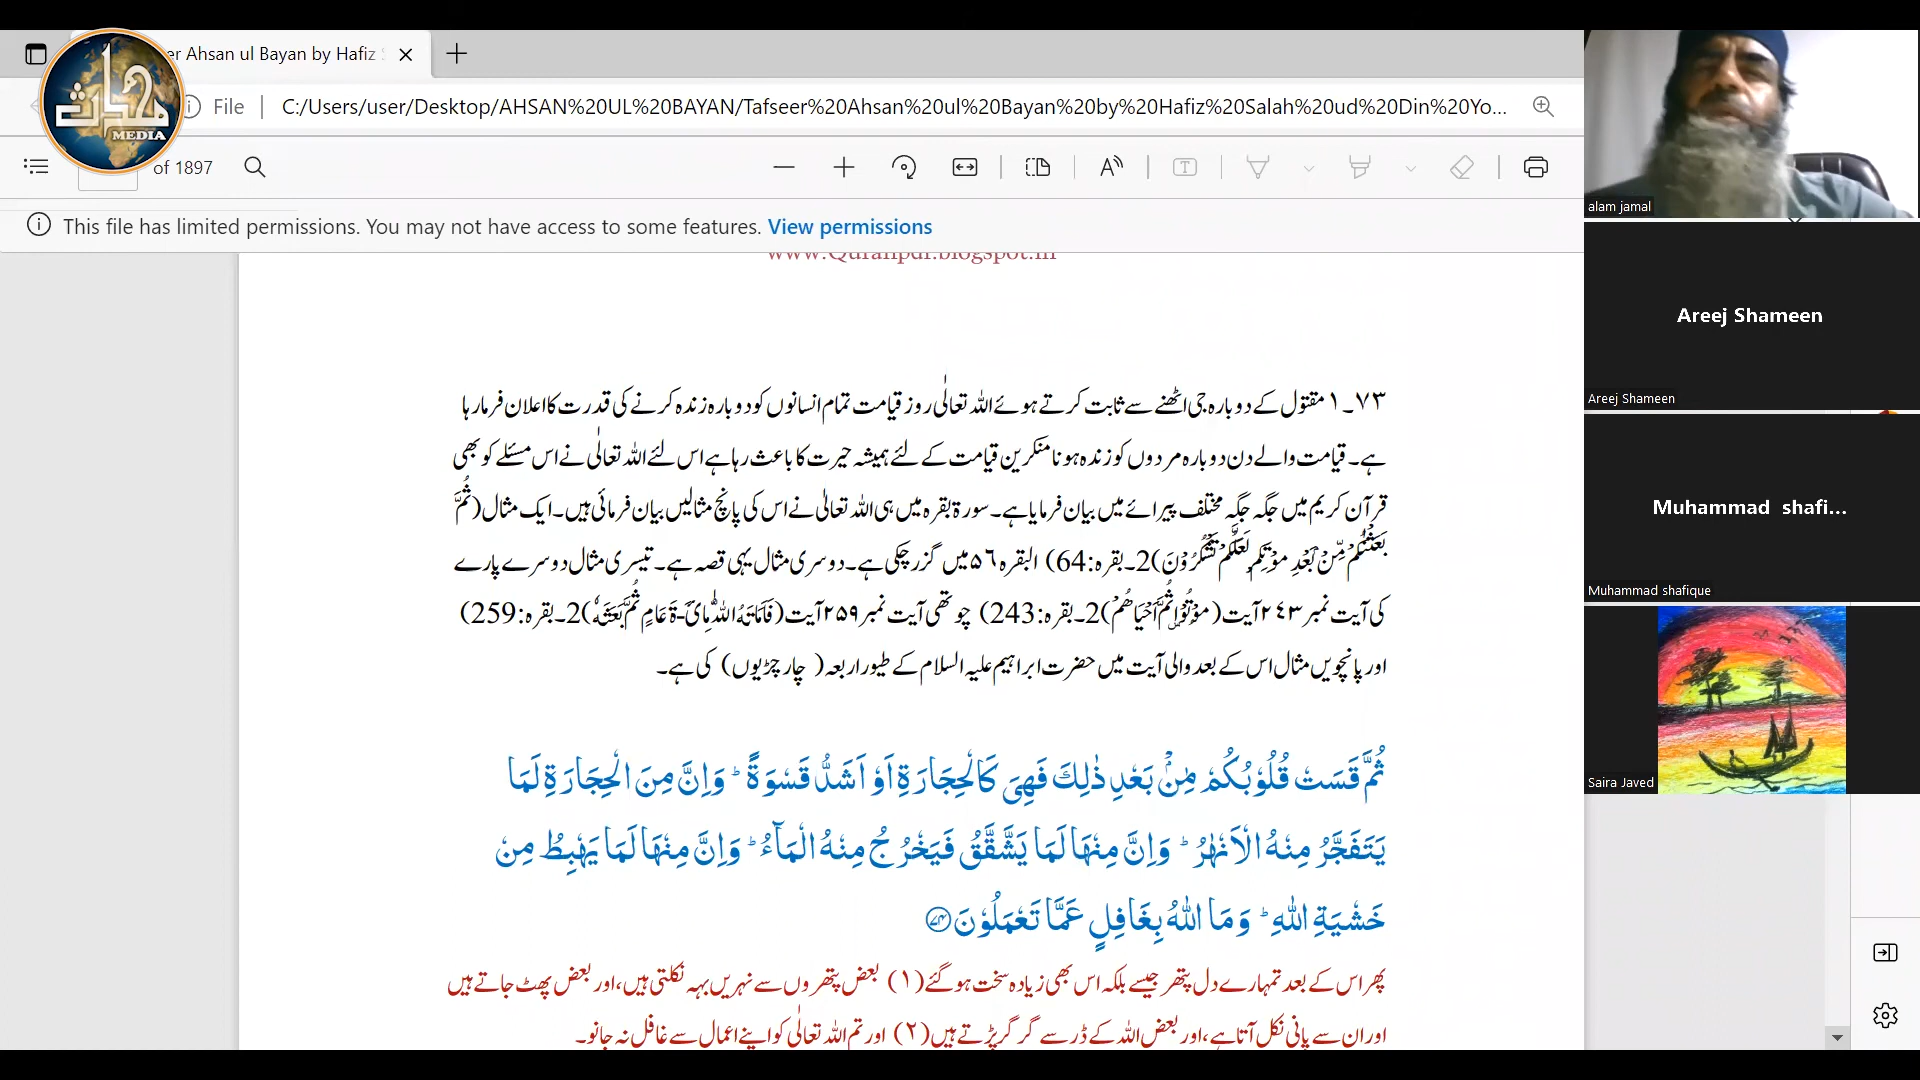 er Ahsan ul Bayan by Hafiz
محدث
MEDIA
File
C:/Users/user/Desktop/AHSAN%20UL%20BAYAN/Tafseer%20Ahsan%20ul%20Bayan%20by%20Hafiz%20Salah%20ud%20Din%20Yo...
of 1897
This file has limited permissions. You may not have access to some features. View permissions
www.Quranpdf.blogspot.in
٧٣۔١ مقتول کے دوبارہ جی اٹھنے سے ثابت کرتے ہوئے اللہ تعالٰی روز قیامت تمام انسانوں کو دوبارہ زندہ کرنے کی قدرت کا اعلان فرما رہا
ہے۔ قیامت والے دن دوبارہ مردوں کو زندہ ہونا منکرین قیامت کے لئے ہمیشہ حیرت کا باعث رہا ہے اس لئے اللہ تعالٰی نے اس مسئلے کو بھی
قرآن کریم میں جگہ جگہ مختلف پیرائے میں بیان فرمایا ہے۔ سورۃ بقرہ میں ہی اللہ تعالٰی نے اس کی پانچ مثالیں بیان فرمائی ہیں۔ ایک مثال (ثُمَّ
بَعَثْنٰكُمْ مِّنْۢ بَعْدِ مَوْتِكُمْ لَعَلَّكُمْ تَشْكُرُوْنَ)2۔ بقرہ:64) البقرہ ٥٦ میں گزر چکی ہے۔ دوسری مثال یہی قصہ ہے۔ تیسری مثال دوسرے پارے
کی آیت نمبر ٢٤٣ آیت (مُوْتُوْا ثُمَّ اَحْيَاھُمْ)2۔ بقرہ:243) چوتھی آیت نمبر ٢٥٩ آیت (فَاَمَاتَهُ اللّٰهُ مِائَـةَ عَامٍ ثُمَّ بَعَثَهٗ)2۔ بقرہ:259)
اور پانچویں مثال اس کے بعد والی آیت میں حضرت ابراہیم علیہ السلام کے طیور اربعہ (چار چڑیوں) کی ہے۔
ثُمَّ قَسَتْ قُلُوْبُكُمْ مِّنْۢ بَعْدِ ذٰلِكَ فَهِىَ كَالْحِجَارَةِ اَوْ اَشَدُّ قَسْوَةً ؕ وَاِنَّ مِنَ الْحِجَارَةِ لَمَا
يَتَفَجَّرُ مِنْهُ الْاَنْهٰرُ ؕ وَاِنَّ مِنْهَا لَمَا يَشَّقَّقُ فَيَخْرُجُ مِنْهُ الْمَآءُ ؕ وَاِنَّ مِنْهَا لَمَا يَهْبِطُ مِنْ
خَشْيَةِ اللّٰهِ ؕ وَمَا اللّٰهُ بِغَافِلٍ عَمَّا تَعْمَلُوْنَ ﴿۷۴﴾
پھر اس کے بعد تمہارے دل پتھر جیسے بلکہ اس بھی زیادہ سخت ہوگئے (١) بعض پتھروں سے نہریں بہہ نکلتی ہیں، اور بعض پھٹ جاتے ہیں
اور ان سے پانی نکل آتا ہے، اور بعض اللہ کے ڈر سے گر گر پڑتے ہیں (٢) اور تم اللہ تعالٰی کو اپنے اعمال سے غافل نہ جانو۔
alam jamal
Areej Shameen
Areej Shameen
Muhammad shafi...
Muhammad shafique
Saira Javed